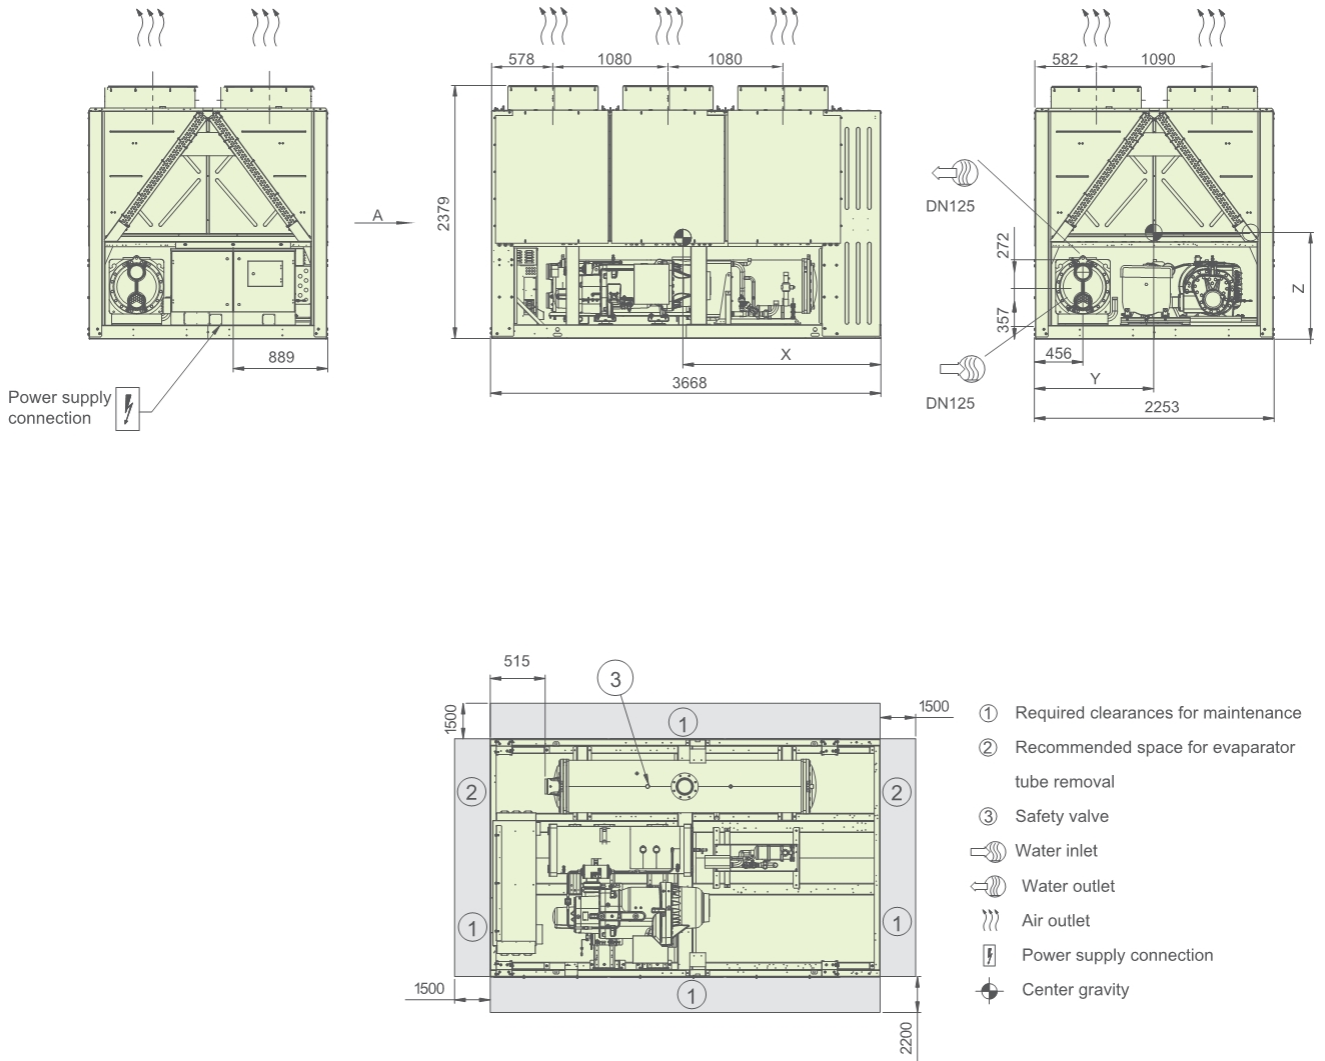 578
1080
1080
582
1090
A
2379
DN125
272
357
Z
889
X
456
Y
3668
DN125
2253
Power supply
connection
515
3
1500
1
1500
2
2
1
1
1500
1
2200
1 Required clearances for maintenance
2 Recommended space for evaparator
tube removal
3 Safety valve
Water inlet
Water outlet
Air outlet
Power supply connection
Center gravity